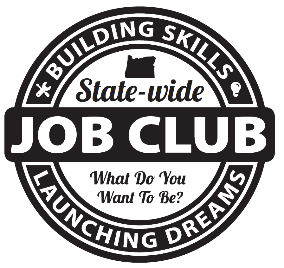 BUILDING SKILLS
State-wide
JOB CLUB
What Do You
Want To Be?
LAUNCHING DREAMS